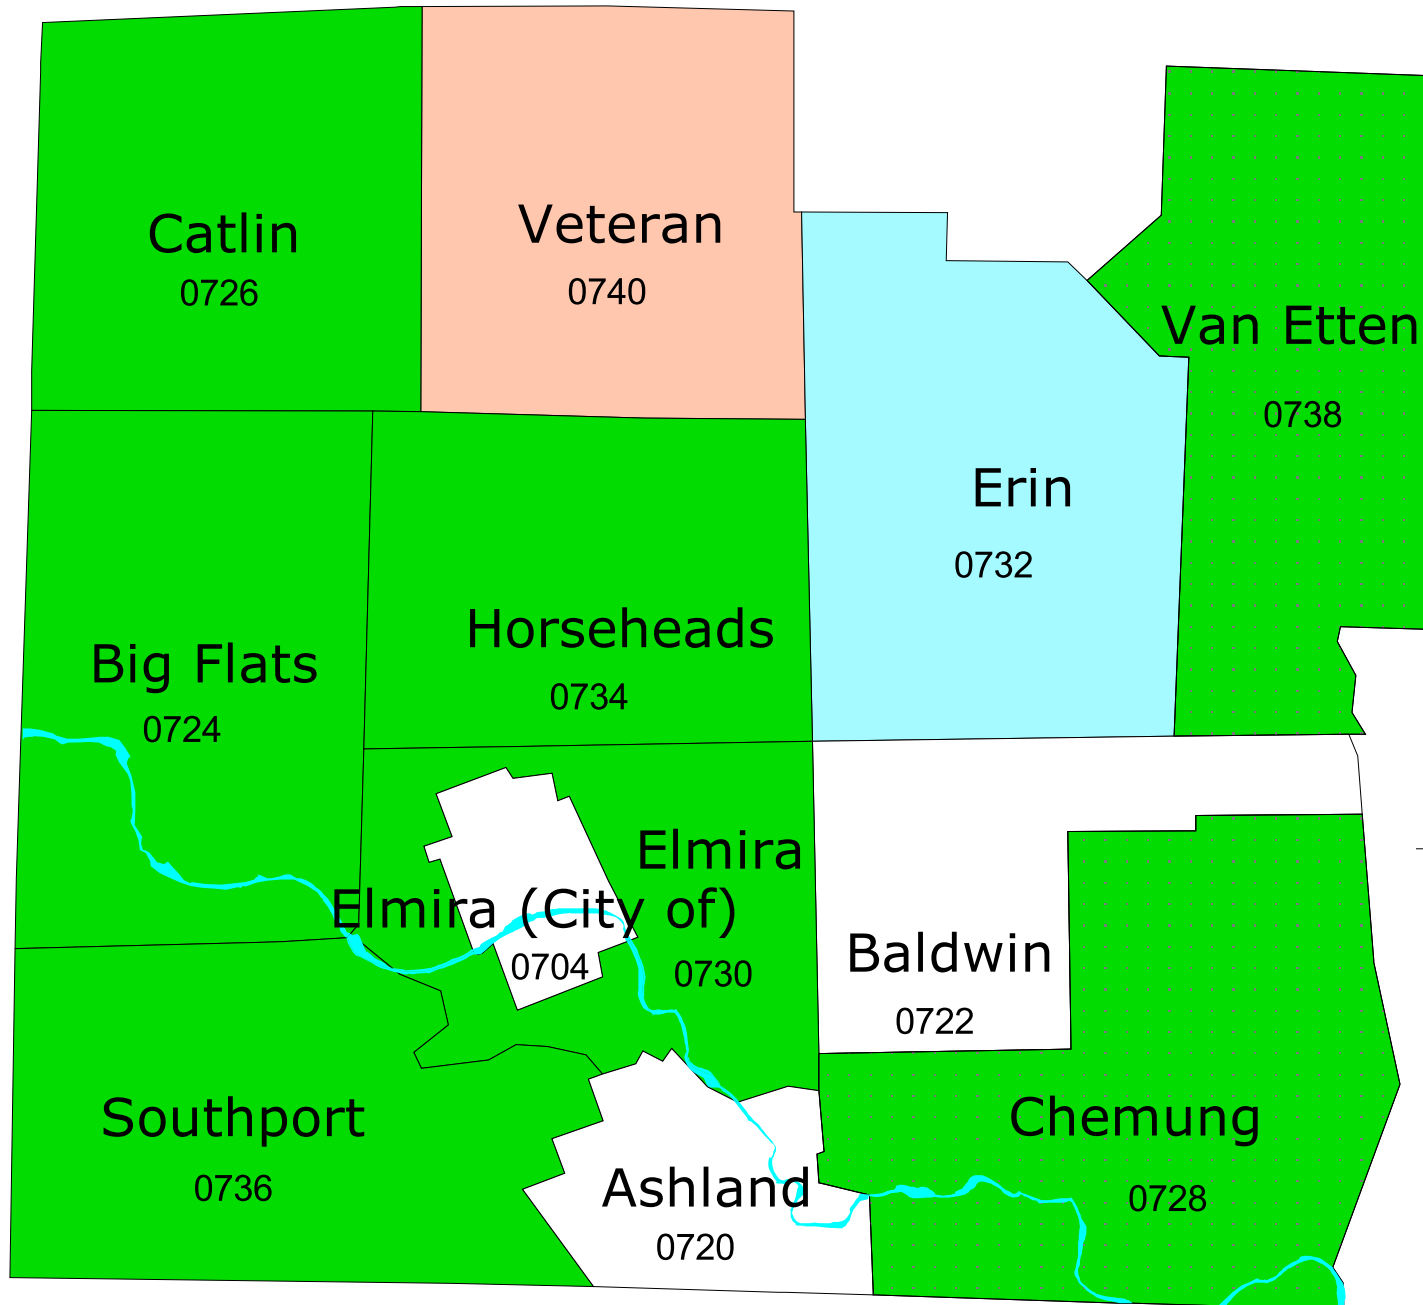 Catlin
0726
Veteran
0740
Van Etten
0738
Erin
0732
Horseheads
0734
Big Flats
0724
Elmira
0730
Elmira (City of)
0704
Baldwin
0722
Southport
0736
Ashland
0720
Chemung
0728